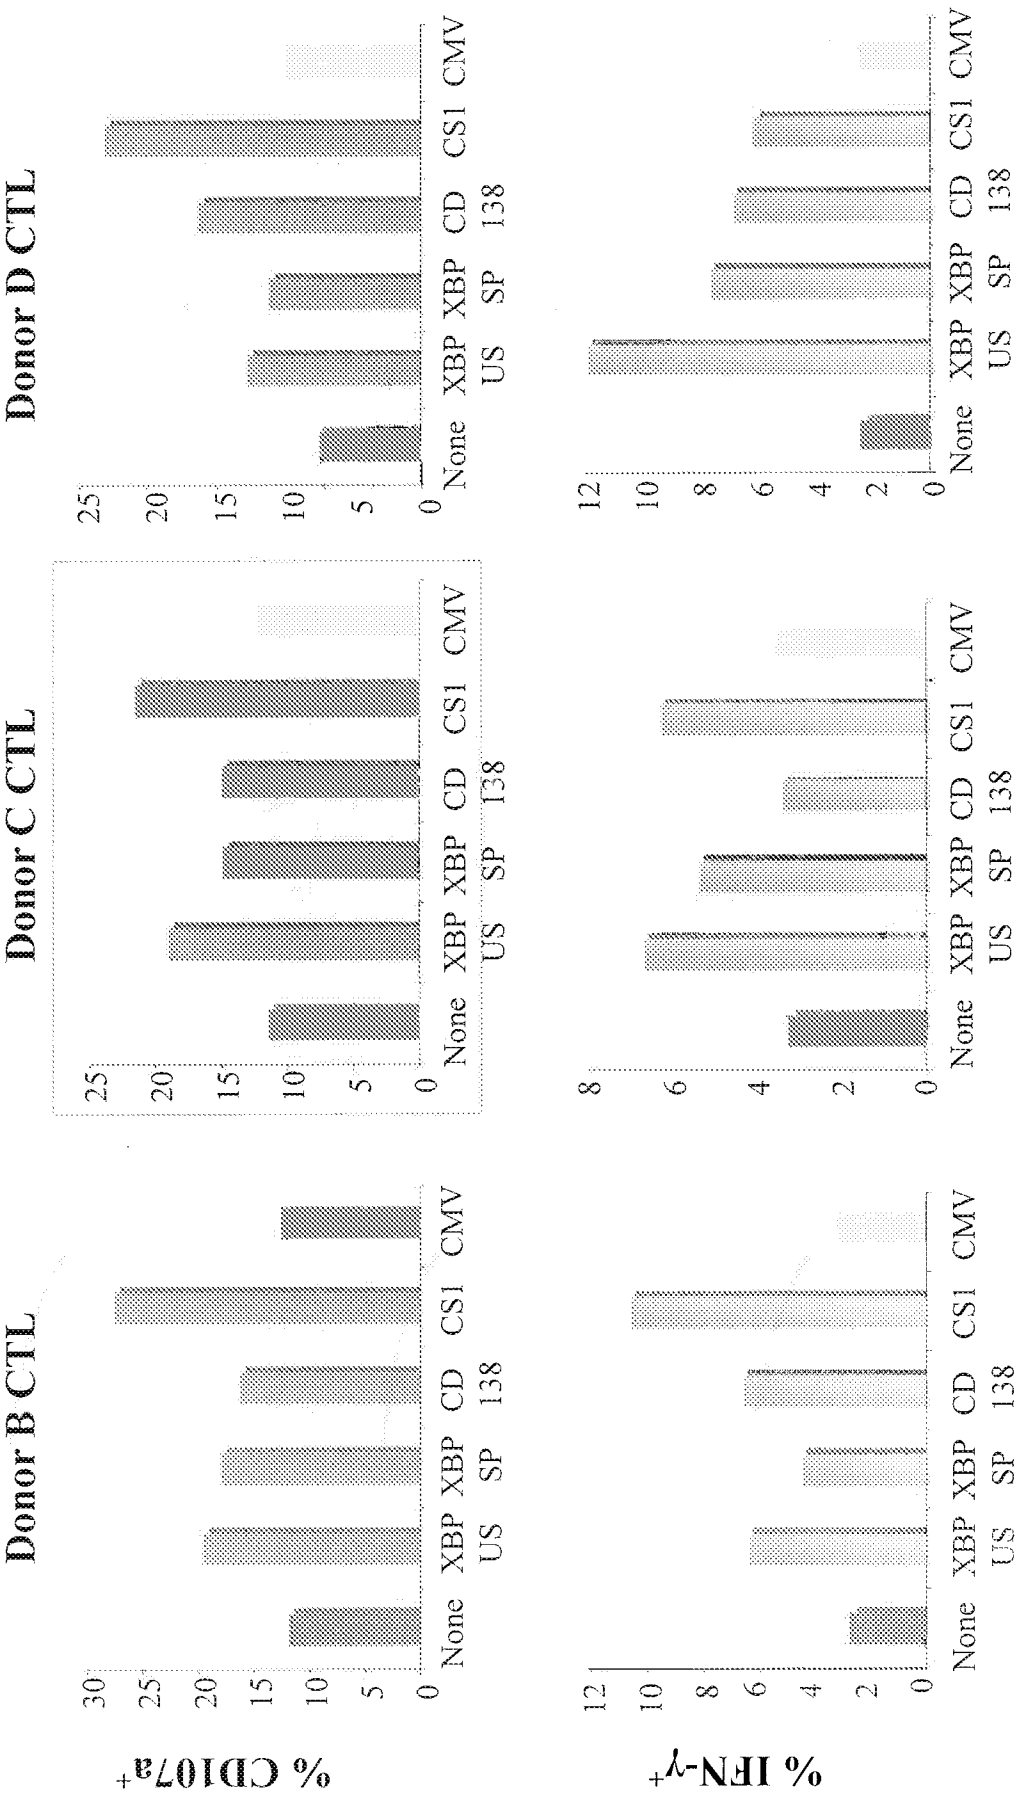 Donor B CTL
Donor C CTL
Donor D CTL
% CD107a+
30
25
20
15
10
5
0
None XBP XBP CD CS1 CMV
US SP 138
25
20
15
10
5
0
None XBP XBP CD CS1 CMV
US SP 138
25
20
15
10
5
0
None XBP XBP CD CS1 CMV
US SP 138
% IFN-γ+
12
10
8
6
4
2
0
None XBP XBP CD CS1 CMV
US SP 138
8
6
4
2
0
None XBP XBP CD CS1 CMV
US SP 138
12
10
8
6
4
2
0
None XBP XBP CD CS1 CMV
US SP 138